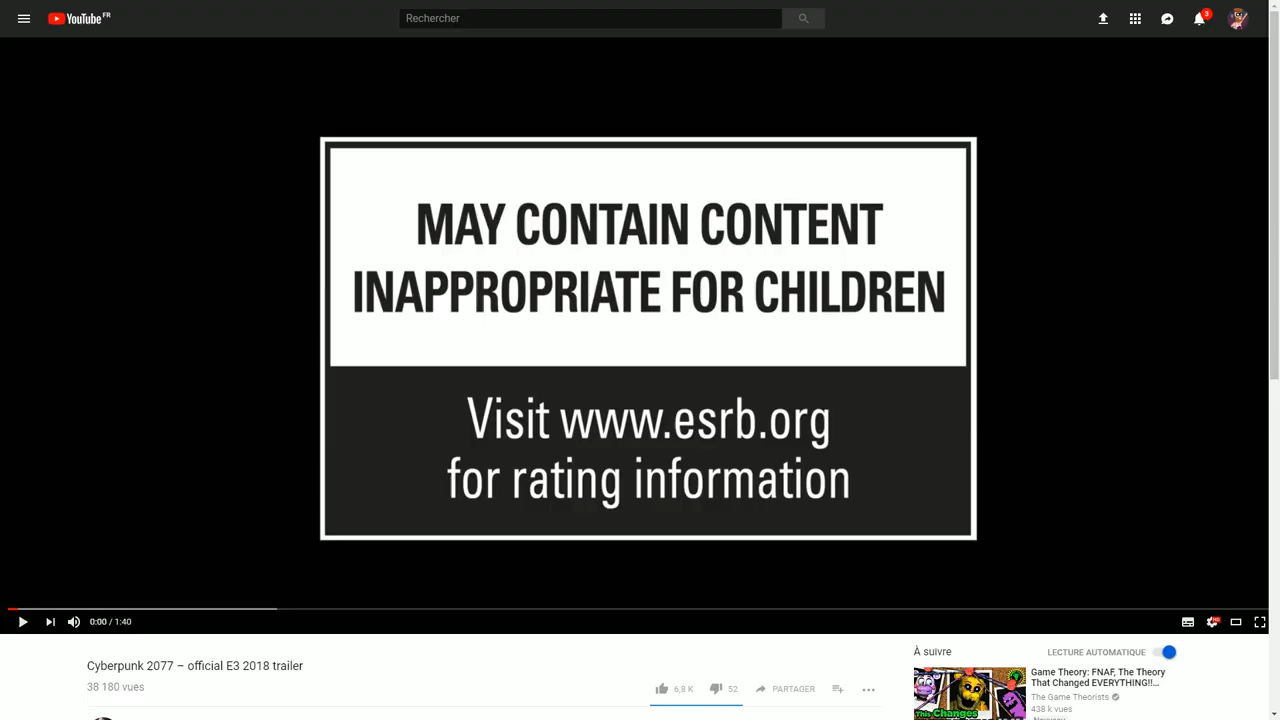 YouTube FR
Rechercher
3
MAY CONTAIN CONTENT
INAPPROPRIATE FOR CHILDREN
Visit www.esrb.org
for rating information
0:00 / 1:40
HD
Cyberpunk 2077 – official E3 2018 trailer
38 180 vues
6,8 K
52
PARTAGER
À suivre
LECTURE AUTOMATIQUE
This Changes
Game Theory: FNAF, The Theory
That Changed EVERYTHING!!...
The Game Theorists
438 k vues
Nouveau